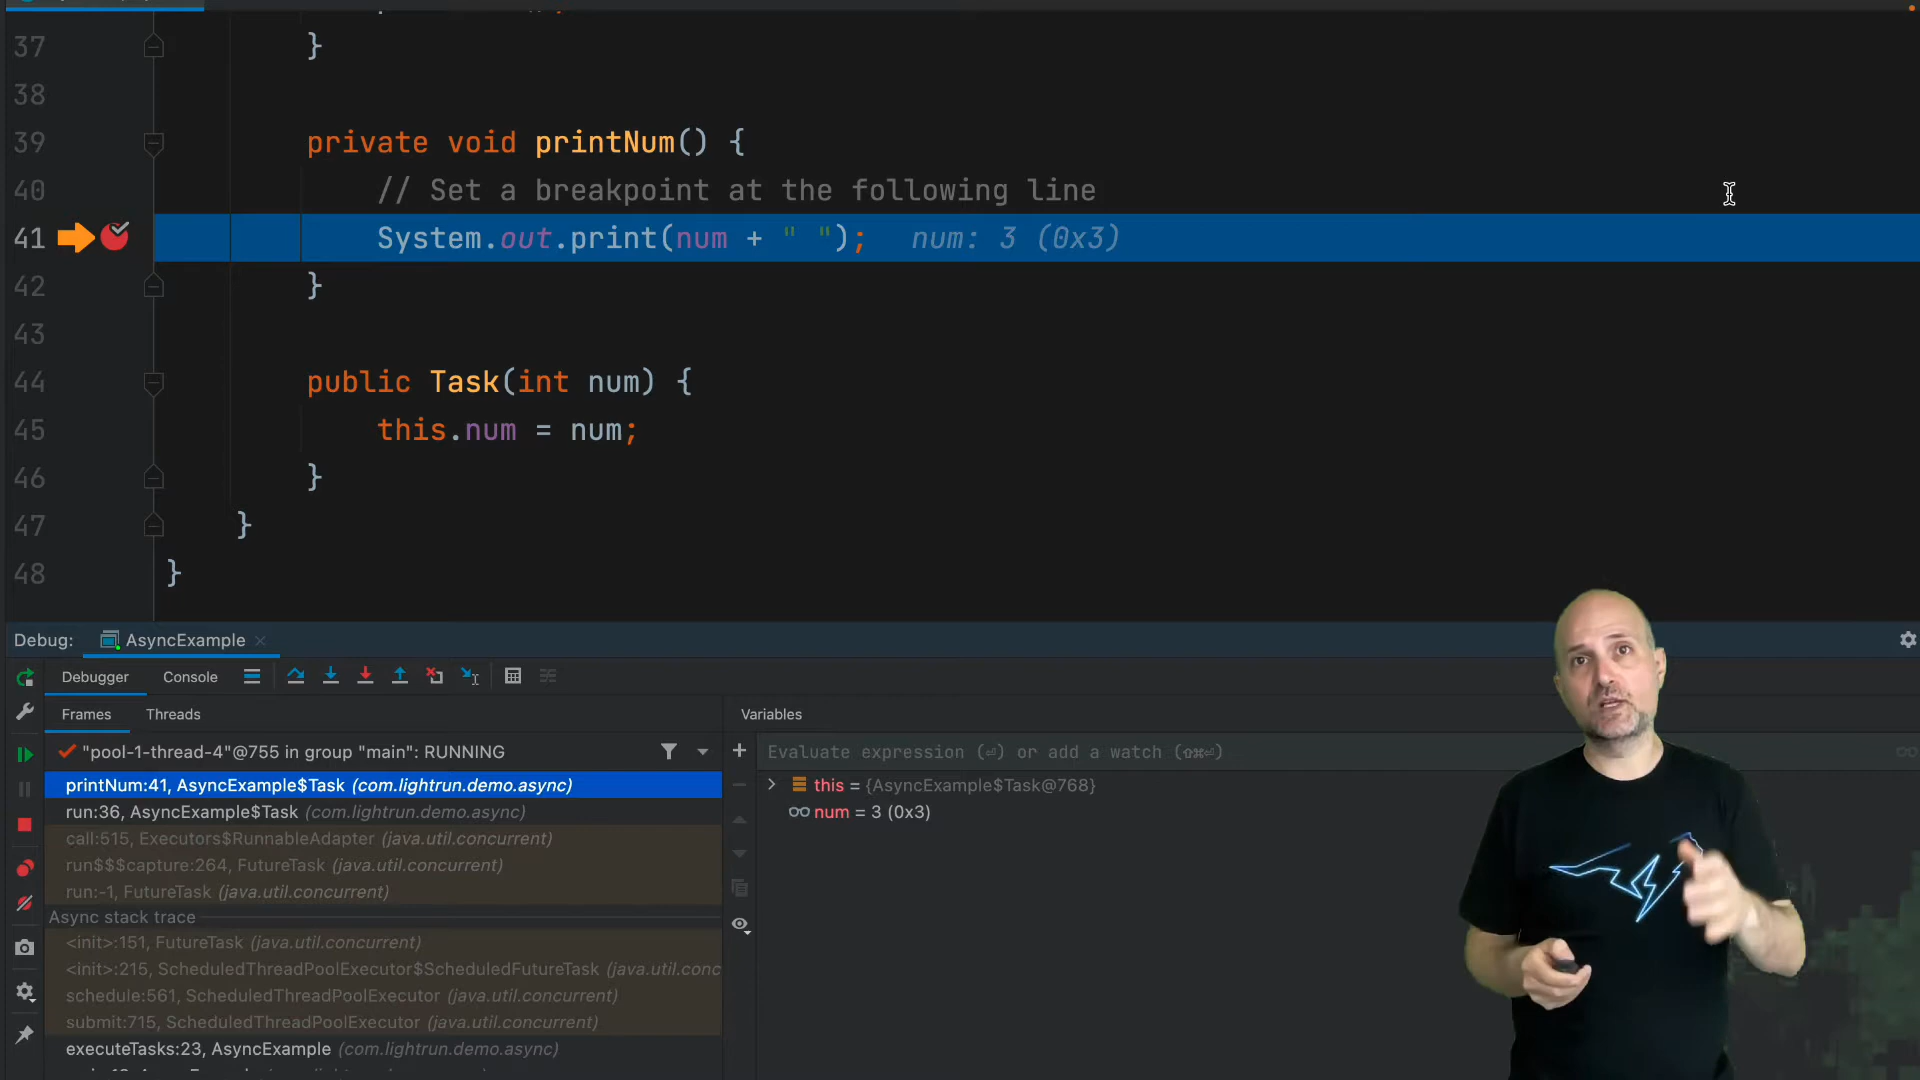 37 }
38
39 private void printNum() {
40 // Set a breakpoint at the following line
41 System.out.print(num + " "); num: 3 (0x3)
42 }
43
44 public Task(int num) {
45 this.num = num;
46 }
47 }
48 }
Debug: AsyncExample
Debugger Console
Frames Threads
Variables
"pool-1-thread-4"@755 in group "main": RUNNING
Evaluate expression (⏎) or add a watch (⇧⌘⏎)
printNum:41, AsyncExample$Task (com.lightrun.demo.async)
this = {AsyncExample$Task@768}
run:36, AsyncExample$Task (com.lightrun.demo.async)
num = 3 (0x3)
call:515, Executors$RunnableAdapter (java.util.concurrent)
run$$$capture:264, FutureTask (java.util.concurrent)
run:-1, FutureTask (java.util.concurrent)
Async stack trace
<init>:151, FutureTask (java.util.concurrent)
<init>:215, ScheduledThreadPoolExecutor$ScheduledFutureTask (java.util.conc
schedule:561, ScheduledThreadPoolExecutor (java.util.concurrent)
submit:715, ScheduledThreadPoolExecutor (java.util.concurrent)
executeTasks:23, AsyncExample (com.lightrun.demo.async)